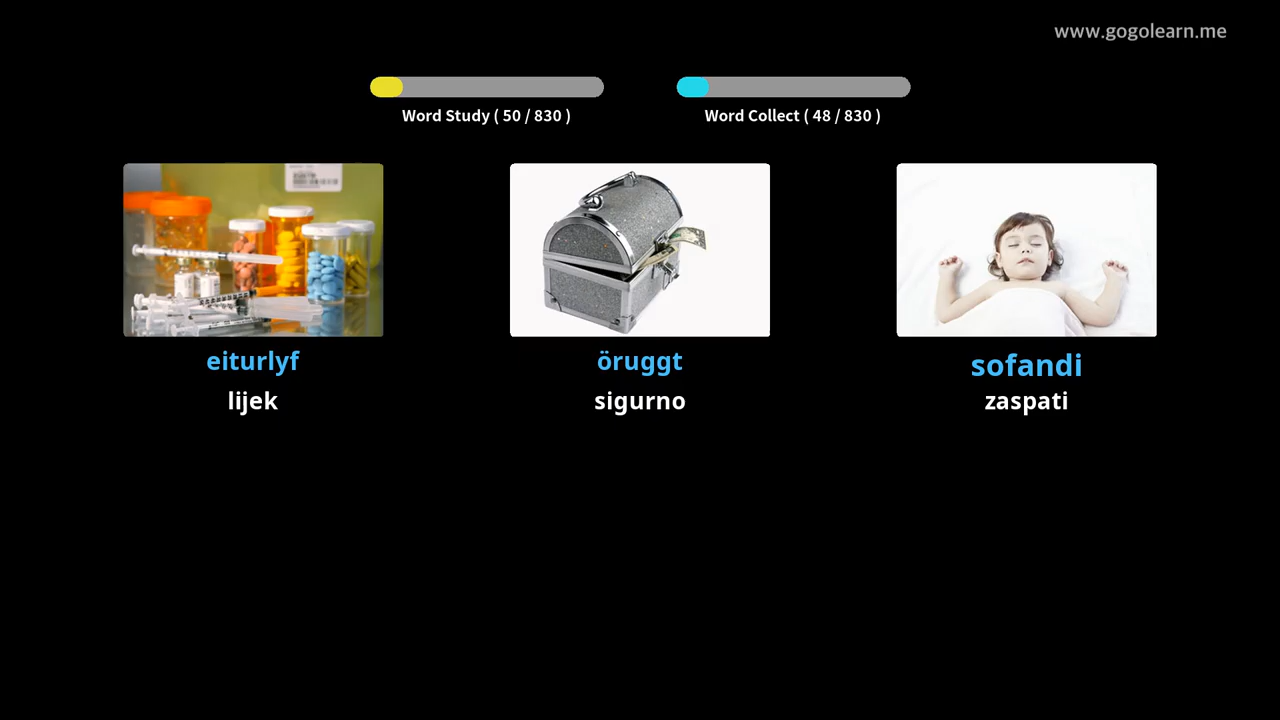 www.gogolearn.me
Word Study ( 50 / 830 )
Word Collect ( 48 / 830 )
eiturlyf
lijek
öruggt
sigurno
sofandi
zaspati